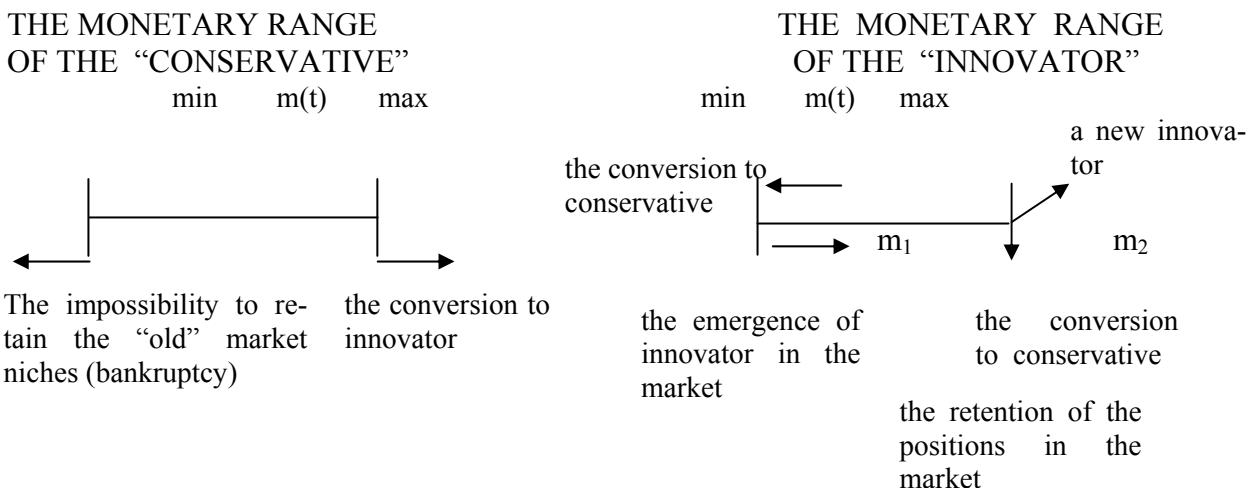 THE MONETARY RANGE
OF THE “CONSERVATIVE”
min m(t) max
The impossibility to re-
tain the “old” market
niches (bankruptcy)
the conversion to
innovator
THE MONETARY RANGE
OF THE “INNOVATOR”
min m(t) max
a new innova-
tor
the conversion to
conservative
m₁ m₂
the emergence of
innovator in the
market
the conversion
to conservative
the retention of the
positions in the
market